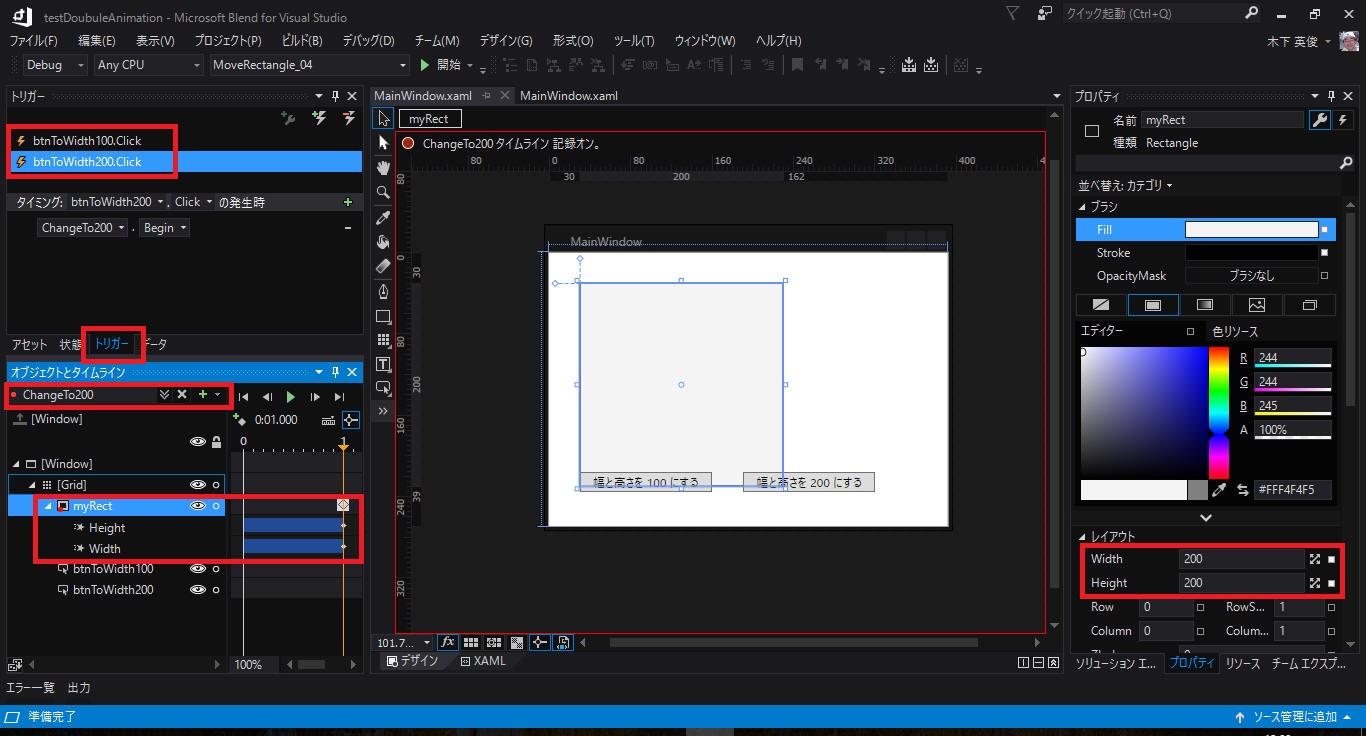 testDoubuleAnimation - Microsoft Blend for Visual Studio
クイック起動 (Ctrl+Q)
ファイル(F) 編集(E) 表示(V) プロジェクト(P) ビルド(B) デバッグ(D) チーム(M) デザイン(G) 形式(O) ツール(T) ウィンドウ(W) ヘルプ(H)
木下 英俊
Debug Any CPU MoveRectangle_04 開始
トリガー
btnToWidth100.Click
btnToWidth200.Click
タイミング: btnToWidth200 . Click の発生時
ChangeTo200 . Begin
アセット 状態 トリガー データ
オブジェクトとタイムライン
ChangeTo200
[Window]
0:01.000
0 1
[Window]
[Grid]
myRect
Height
Width
btnToWidth100
btnToWidth200
100%
MainWindow.xaml MainWindow.xaml
myRect
ChangeTo200 タイムライン 記録オン。
80 0 80 160 240 320 400 4
30 200 162
80
0
80
160
240
320
30
200
39
MainWindow
幅と高さを 100 にする 幅と高さを 200 にする
101.7...
fx
デザイン XAML
プロパティ
名前 myRect
種類 Rectangle
並べ替え: カテゴリ
ブラシ
Fill
Stroke
OpacityMask ブラシなし
エディター 色リソース
R 244
G 244
B 245
A 100%
#FFF4F4F5
レイアウト
Width 200
Height 200
Row 0 RowS... 1
Column 0 Colum... 1
ソリューション エ... プロパティ リソース チーム エクスプ...
エラー一覧 出力
準備完了
ソース管理に追加